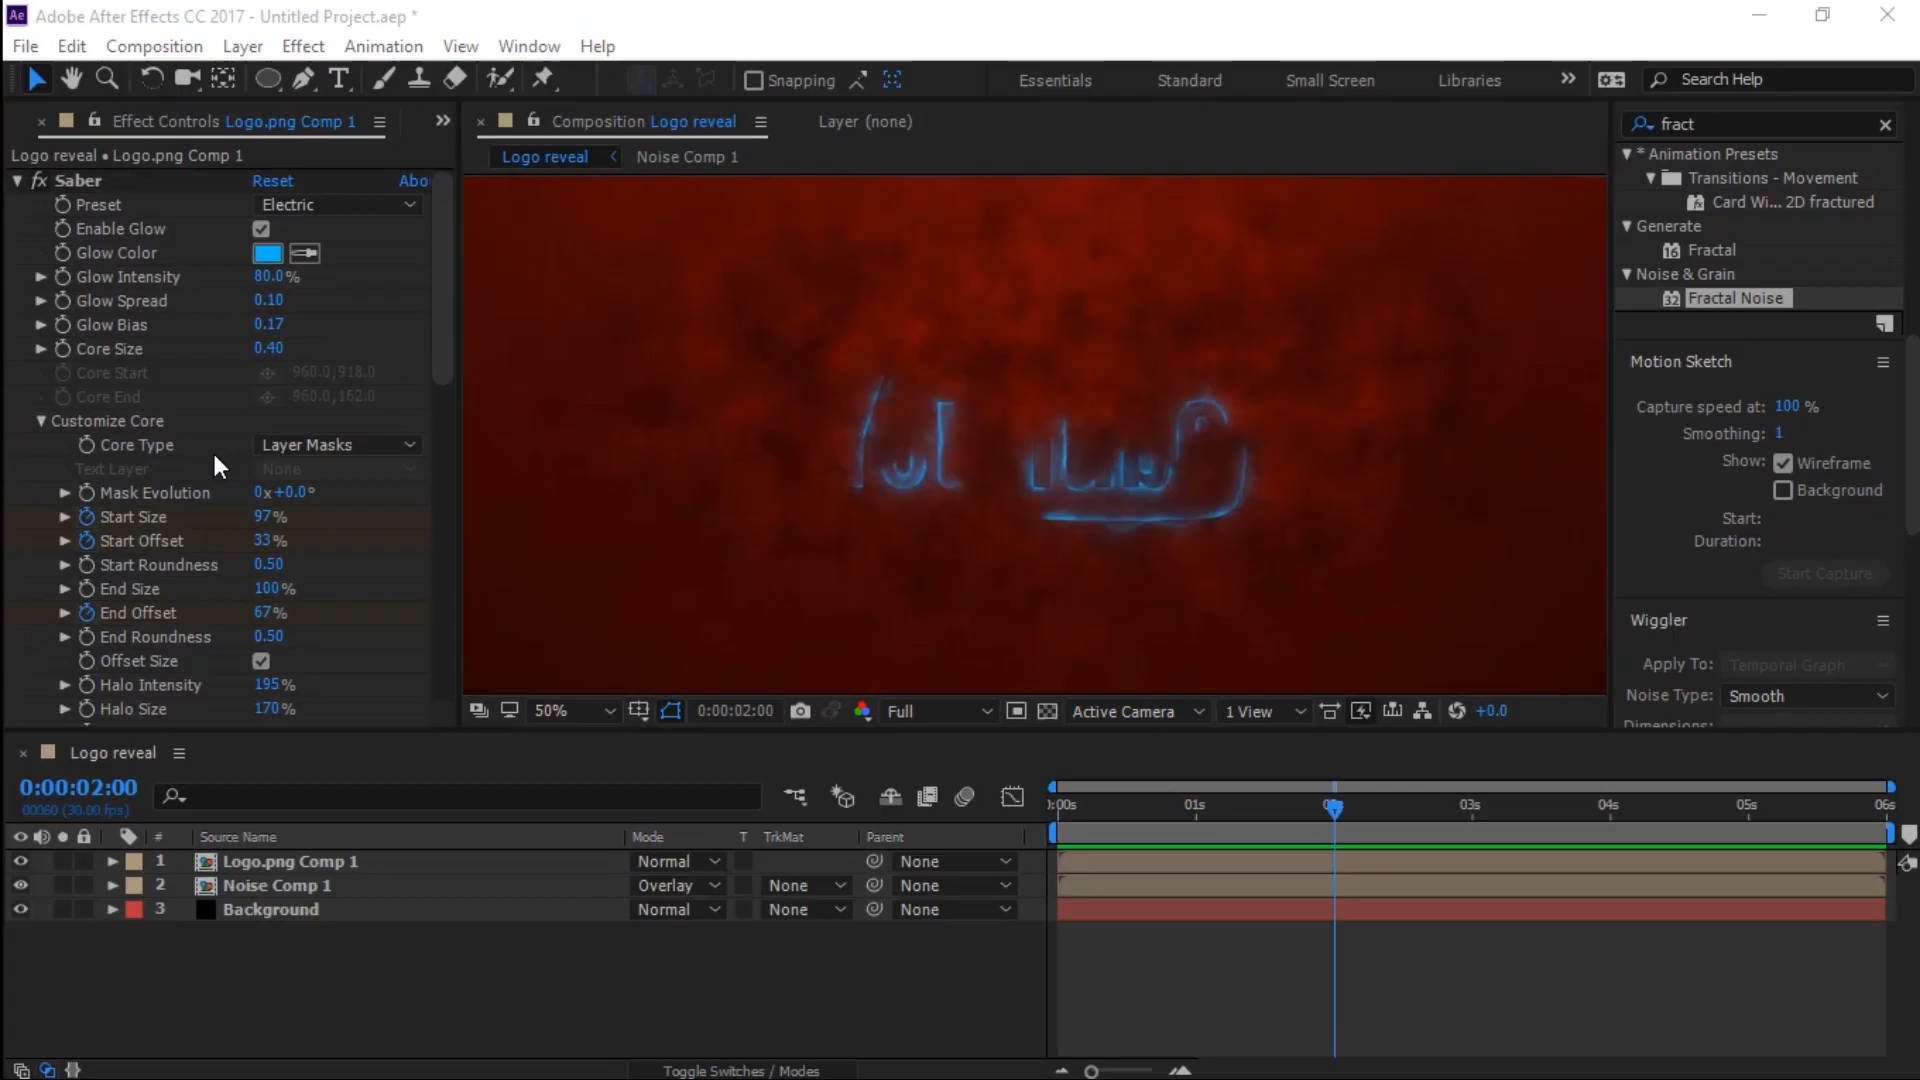 Ae Adobe After Effects CC 2017 - Untitled Project.aep *
File Edit Composition Layer Effect Animation View Window Help
T Snapping Essentials Standard Small Screen Libraries Search Help
Effect Controls Logo.png Comp 1
Logo reveal • Logo.png Comp 1
fx Saber Reset Abo
Preset Electric
Enable Glow
Glow Color
Glow Intensity 80.0%
Glow Spread 0.10
Glow Bias 0.17
Core Size 0.40
Core Start 960.0,918.0
Core End 960.0,162.0
Customize Core
Core Type Layer Masks
Text Layer None
Mask Evolution 0x+0.0°
Start Size 97%
Start Offset 33%
Start Roundness 0.50
End Size 100%
End Offset 67%
End Roundness 0.50
Offset Size
Halo Intensity 195%
Halo Size 170%
Composition Logo reveal Layer (none)
Logo reveal Noise Comp 1
50% 0:00:02:00 Full Active Camera 1 View +0.0
fract
* Animation Presets
Transitions - Movement
Card Wi... 2D fractured
Generate
16 Fractal
Noise & Grain
32 Fractal Noise
Motion Sketch
Capture speed at: 100 %
Smoothing: 1
Show: Wireframe
Background
Start:
Duration:
Start Capture
Wiggler
Apply To: Temporal Graph
Noise Type: Smooth
Dimensions:
Logo reveal
0:00:02:00
00060 (30.00 fps)
:00s 01s 03s 04s 05s 06s
# Source Name Mode T TrkMat Parent
1 Logo.png Comp 1 Normal None
2 Noise Comp 1 Overlay None None
3 Background Normal None None
Toggle Switches / Modes